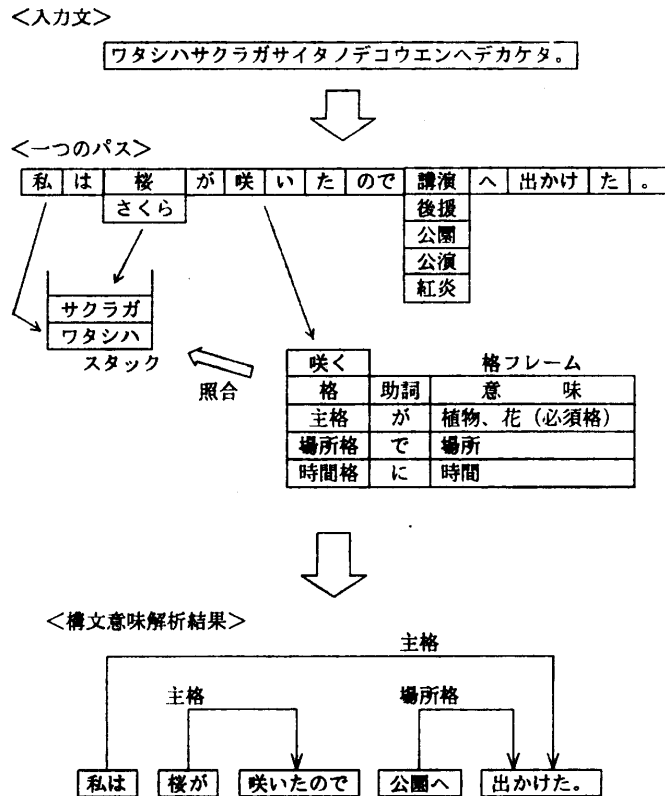 <入力文>
ワタシハサクラガサイタノデコウエンヘデカケタ。
<一つのパス>
私 は 桜 が 咲 い た ので 講演 へ 出かけ た 。
さくら 後援
公園
公演
紅炎
サクラガ
ワタシハ
スタック
照合
咲く 格フレーム
格 助詞 意味
主格 が 植物、花(必須格)
場所格 で 場所
時間格 に 時間
<構文意味解析結果>
主格
主格 場所格
私は 桜が 咲いたので 公園へ 出かけた。